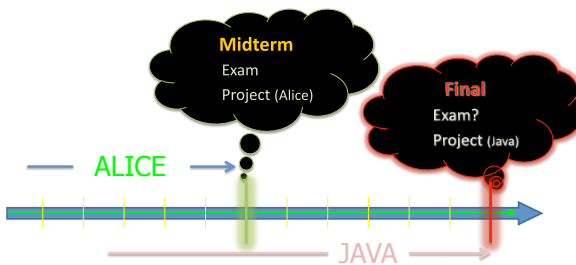 Midterm
Exam
Project (Alice)
Final
Exam?
Project (Java)
ALICE
JAVA